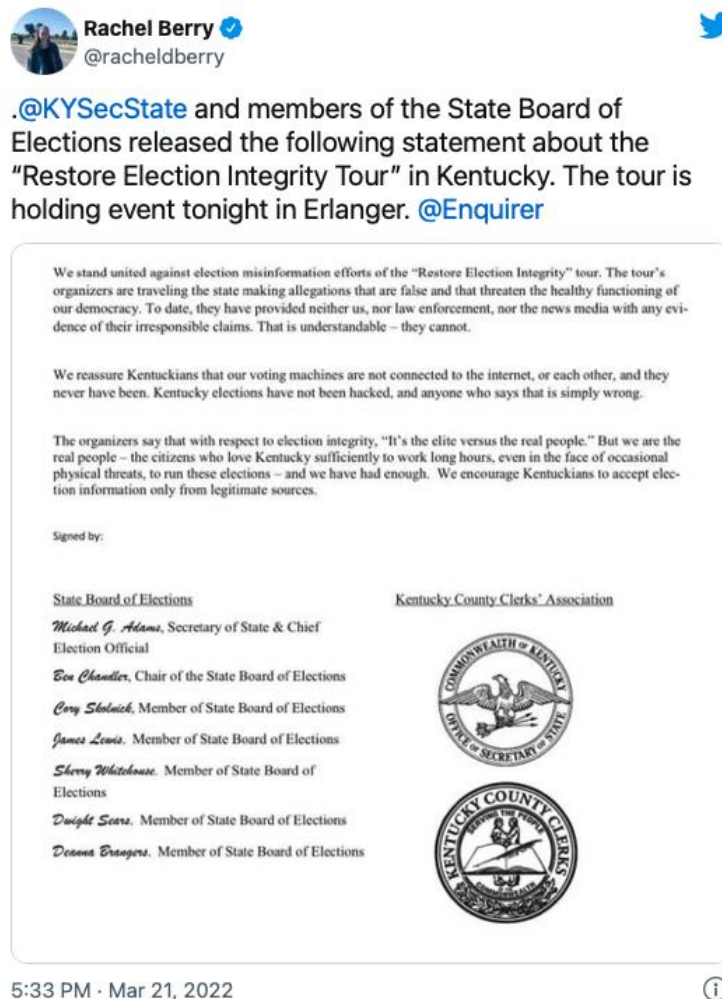 Rachel Berry
@racheldberry
.@KYSecState and members of the State Board of
Elections released the following statement about the
“Restore Election Integrity Tour” in Kentucky. The tour is
holding event tonight in Erlanger. @Enquirer
We stand united against election misinformation efforts of the “Restore Election Integrity” tour. The tour’s
organizers are traveling the state making allegations that are false and that threaten the healthy functioning of
our democracy. To date, they have provided neither us, nor law enforcement, nor the news media with any evi-
dence of their irresponsible claims. That is understandable – they cannot.
We reassure Kentuckians that our voting machines are not connected to the internet, or each other, and they
never have been. Kentucky elections have not been hacked, and anyone who says that is simply wrong.
The organizers say that with respect to election integrity, “It’s the elite versus the real people.” But we are the
real people – the citizens who love Kentucky sufficiently to work long hours, even in the face of occasional
physical threats, to run these elections – and we have had enough. We encourage Kentuckians to accept elec-
tion information only from legitimate sources.
Signed by:
State Board of Elections
Michael G. Adams, Secretary of State & Chief
Election Official
Ben Chandler, Chair of the State Board of Elections
Cory Skolnick, Member of State Board of Elections
James Lewis. Member of State Board of Elections
Sherry Whitehouse. Member of State Board of
Elections
Dwight Sears. Member of State Board of Elections
Deanna Brangers. Member of State Board of Elections
Kentucky County Clerks’ Association
COMMONWEALTH OF KENTUCKY
OFFICE OF SECRETARY OF STATE
KENTUCKY COUNTY CLERKS
SERVING THE PEOPLE
COMMONWEALTH
5:33 PM · Mar 21, 2022